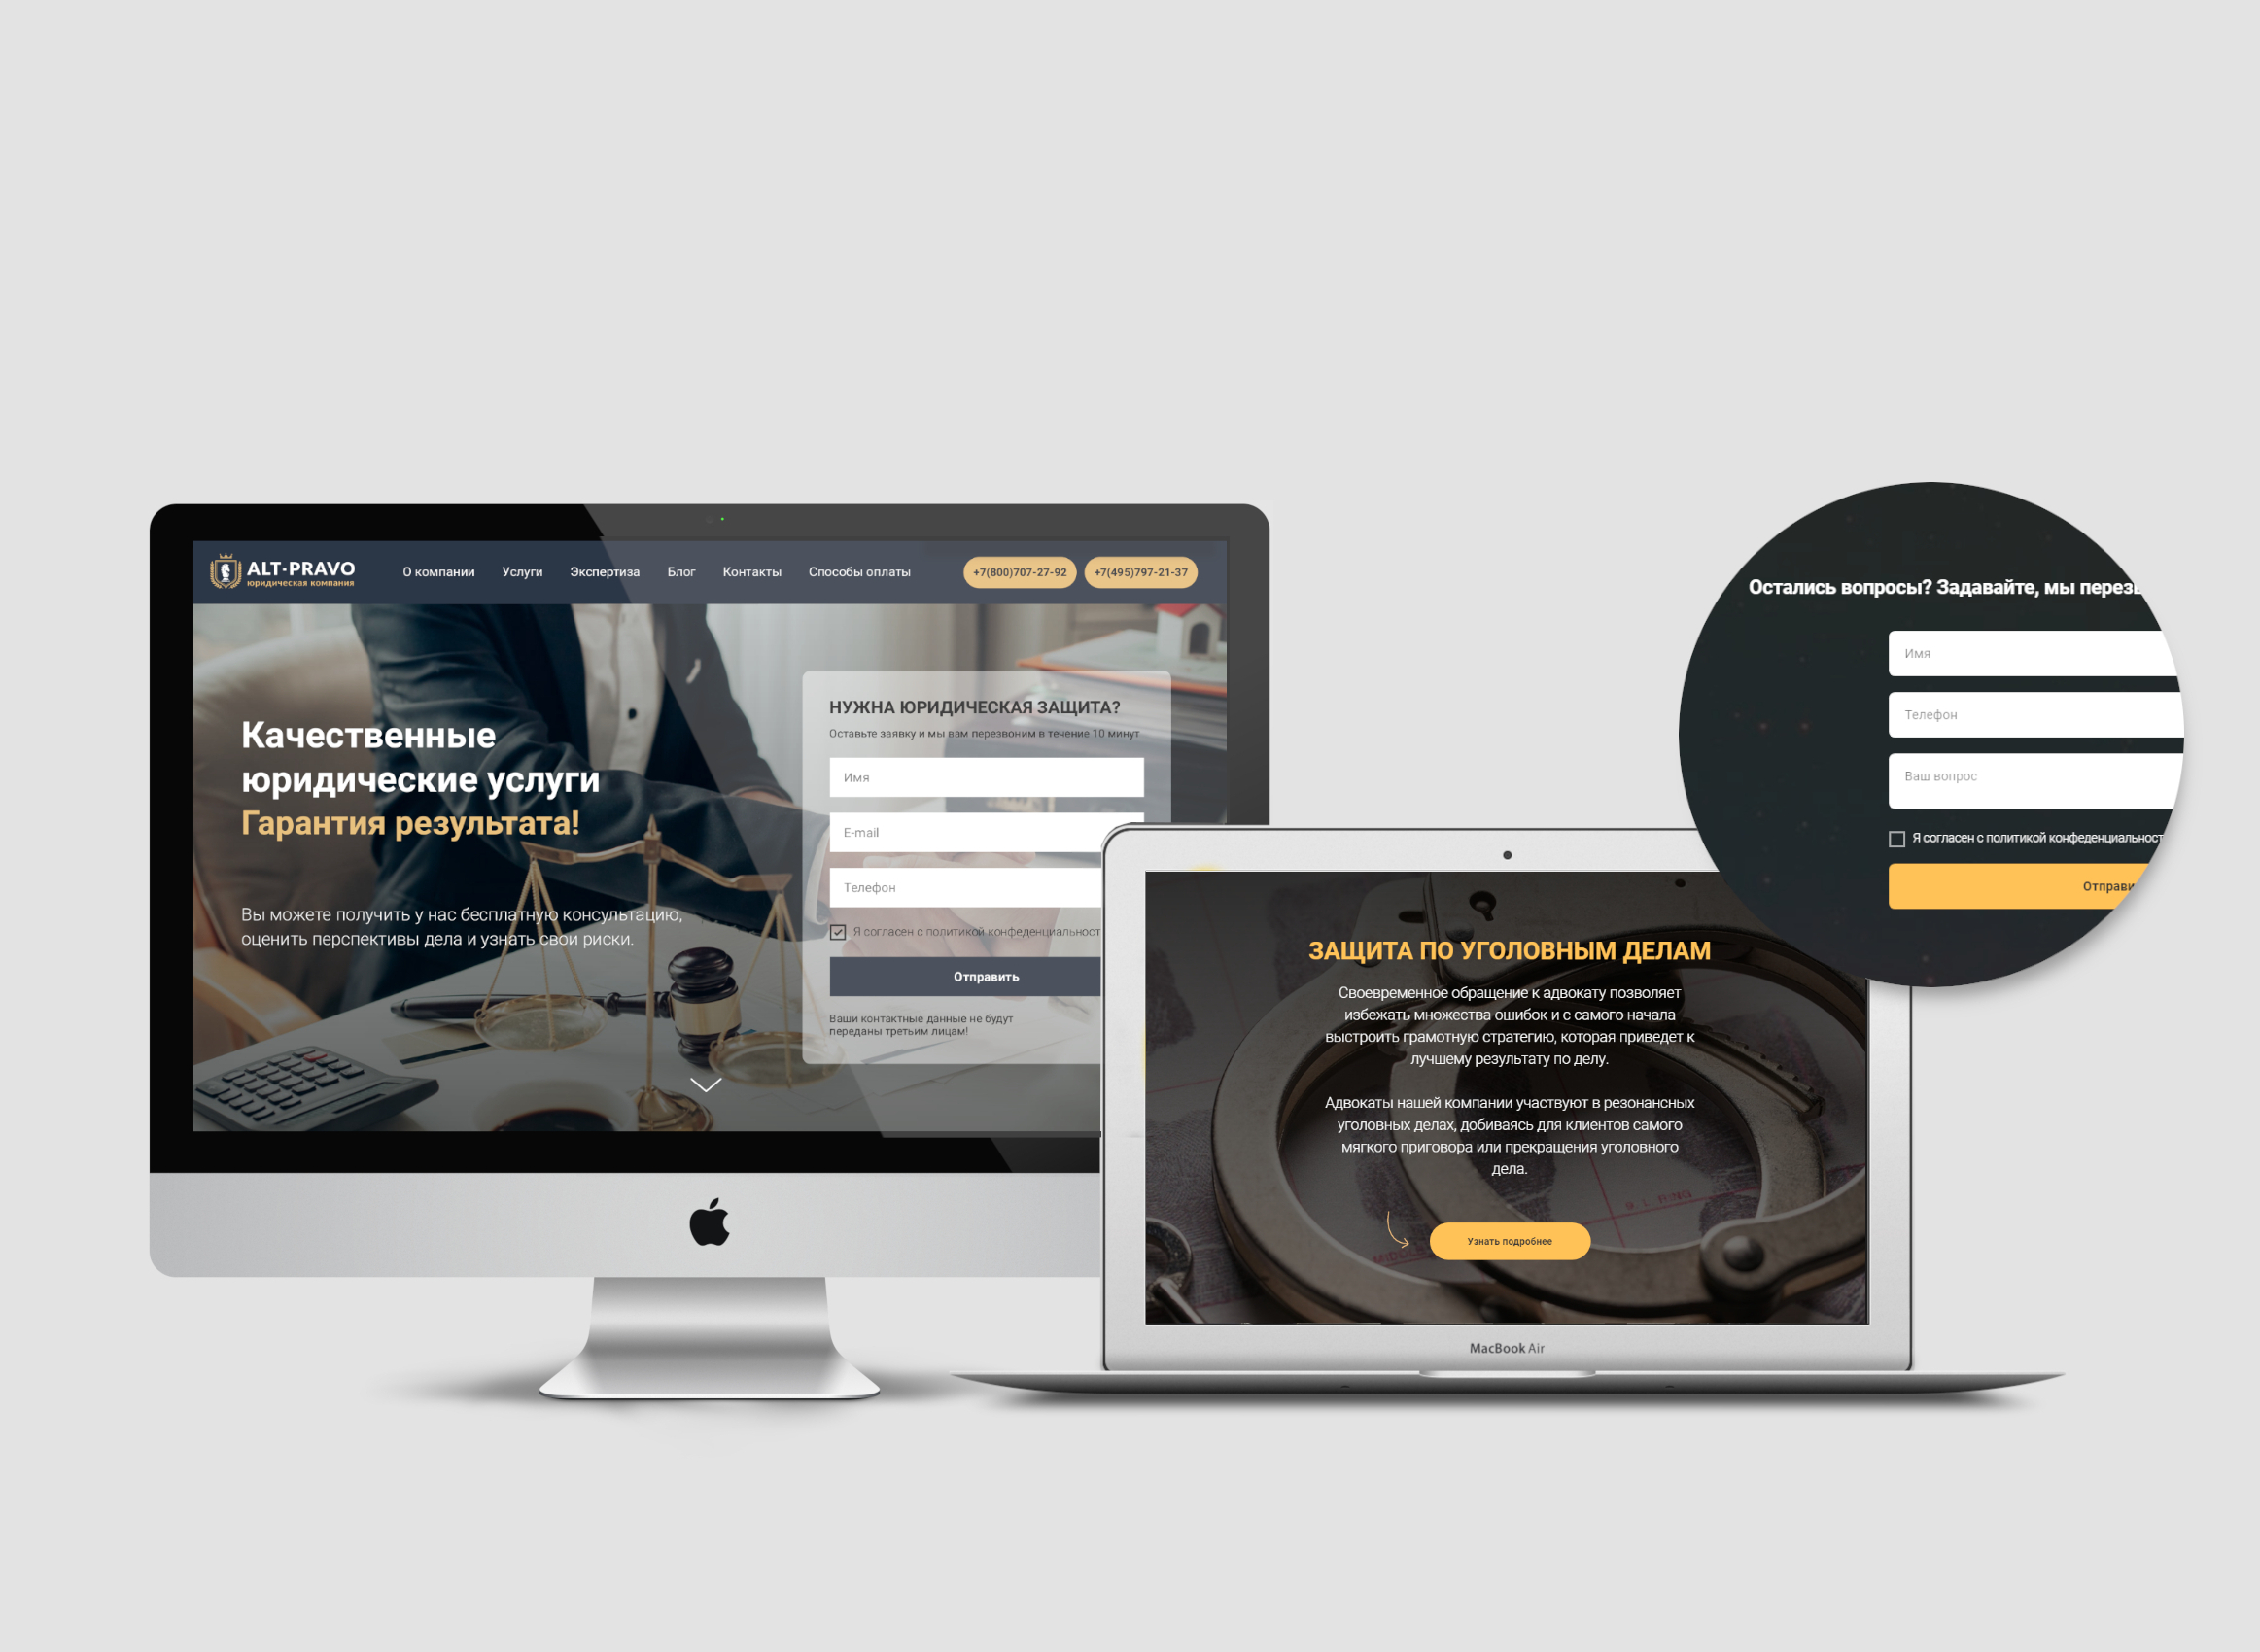 ALT·PRAVO
юридическая компания
О компании Услуги Экспертиза Блог Контакты Способы оплаты
+7(800)707-27-92 +7(495)797-21-37
Качественные
юридические услуги
Гарантия результата!
Вы можете получить у нас бесплатную консультацию,
оценить перспективы дела и узнать свои риски.
НУЖНА ЮРИДИЧЕСКАЯ ЗАЩИТА?
Оставьте заявку и мы вам перезвоним в течение 10 минут
Имя
E-mail
Телефон
Я согласен с политикой конфеденциальност
Отправить
Ваши контактные данные не будут
переданы третьим лицам!
ЗАЩИТА ПО УГОЛОВНЫМ ДЕЛАМ
Своевременное обращение к адвокату позволяет
избежать множества ошибок и с самого начала
выстроить грамотную стратегию, которая приведет к
лучшему результату по делу.
Адвокаты нашей компании участвуют в резонансных
уголовных делах, добиваясь для клиентов самого
мягкого приговора или прекращения уголовного
дела.
Узнать подробнее
MacBook Air
Остались вопросы? Задавайте, мы перез
Имя
Телефон
Ваш вопрос
Я согласен с политикой конфеденциальност
Отправи